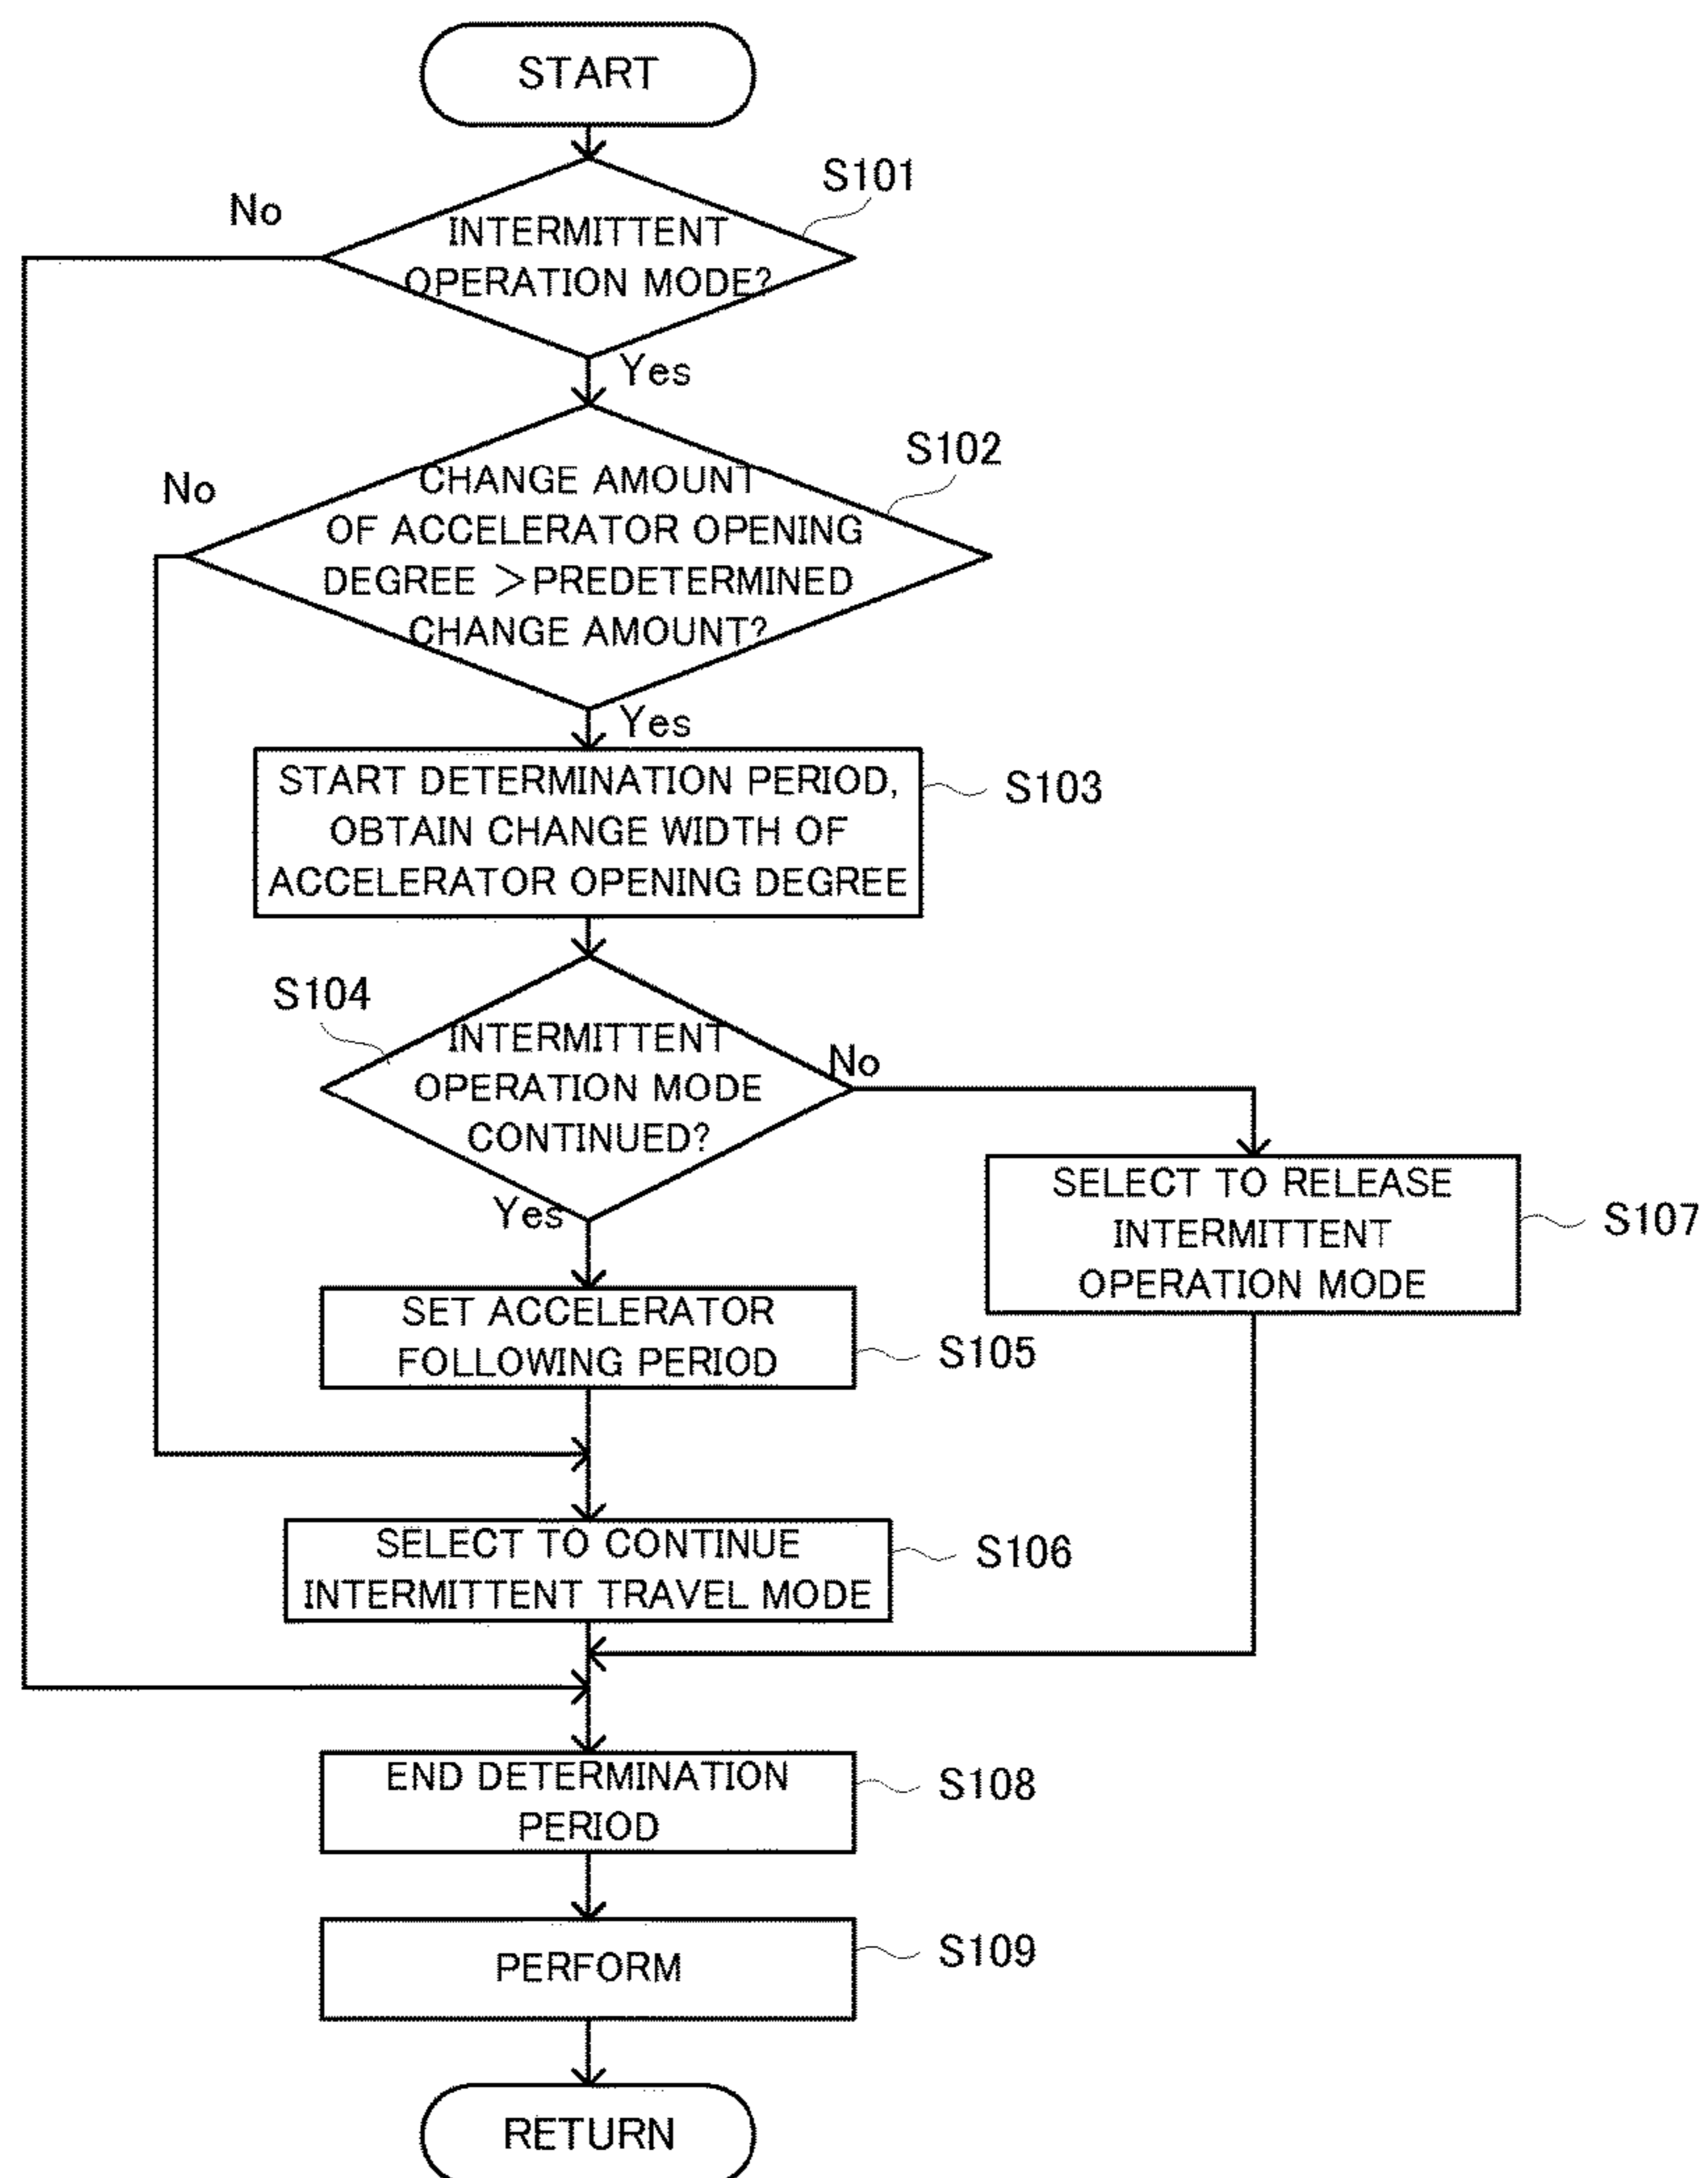 START
S101
No
INTERMITTENT
OPERATION MODE?
Yes
S102
No
CHANGE AMOUNT
OF ACCELERATOR OPENING
DEGREE >PREDETERMINED
CHANGE AMOUNT?
Yes
START DETERMINATION PERIOD,
OBTAIN CHANGE WIDTH OF
ACCELERATOR OPENING DEGREE
S103
S104
INTERMITTENT
OPERATION MODE
CONTINUED?
No
Yes
SELECT TO RELEASE
INTERMITTENT
OPERATION MODE
S107
SET ACCELERATOR
FOLLOWING PERIOD
S105
SELECT TO CONTINUE
INTERMITTENT TRAVEL MODE
S106
END DETERMINATION
PERIOD
S108
PERFORM
S109
RETURN